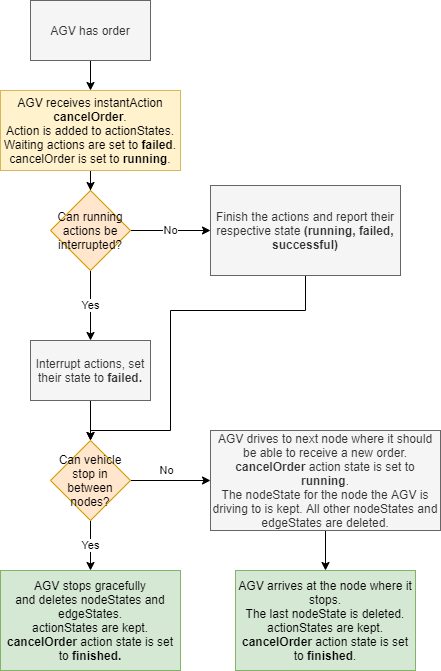 AGV has order
AGV receives instantAction
cancelOrder.
Action is added to actionStates.
Waiting actions are set to failed.
cancelOrder is set to running.
Can running
actions be
interrupted?
No
Finish the actions and report their
respective state (running, failed,
successful)
Yes
Interrupt actions, set
their state to failed.
Can vehicle
stop in
between
nodes?
No
AGV drives to next node where it should
be able to receive a new order.
cancelOrder action state is set to
running.
The nodeState for the node the AGV is
driving to is kept. All other nodeStates and
edgeStates are deleted.
Yes
AGV stops gracefully
and deletes nodeStates and
edgeStates.
actionStates are kept.
cancelOrder action state is set
to finished.
AGV arrives at the node where it
stops.
The last nodeState is deleted.
actionStates are kept.
cancelOrder action state is set
to finished.